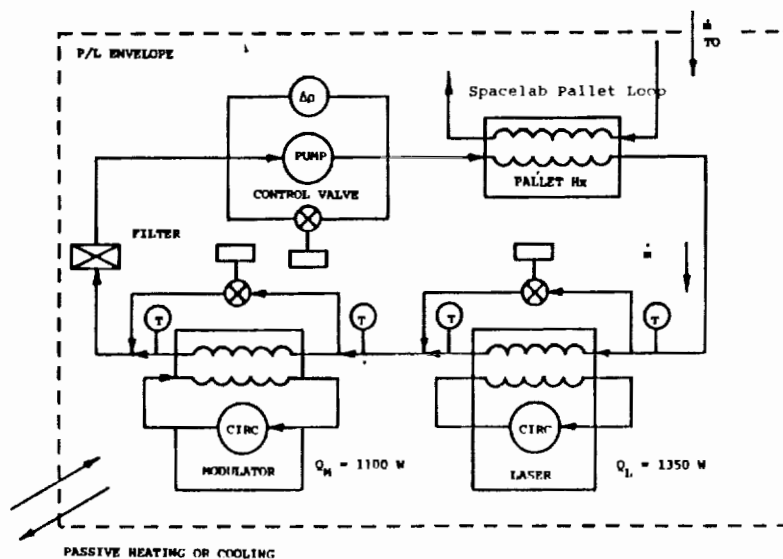 ṁ
TO
P/L ENVELOPE
Δp
Spacelab Pallet Loop
PUMP
CONTROL VALVE
PALLET Hx
FILTER
ṁ
T
T
T
T
CIRC
CIRC
MODULATOR
Q_M = 1100 W
LASER
Q_L = 1350 W
PASSIVE HEATING OR COOLING